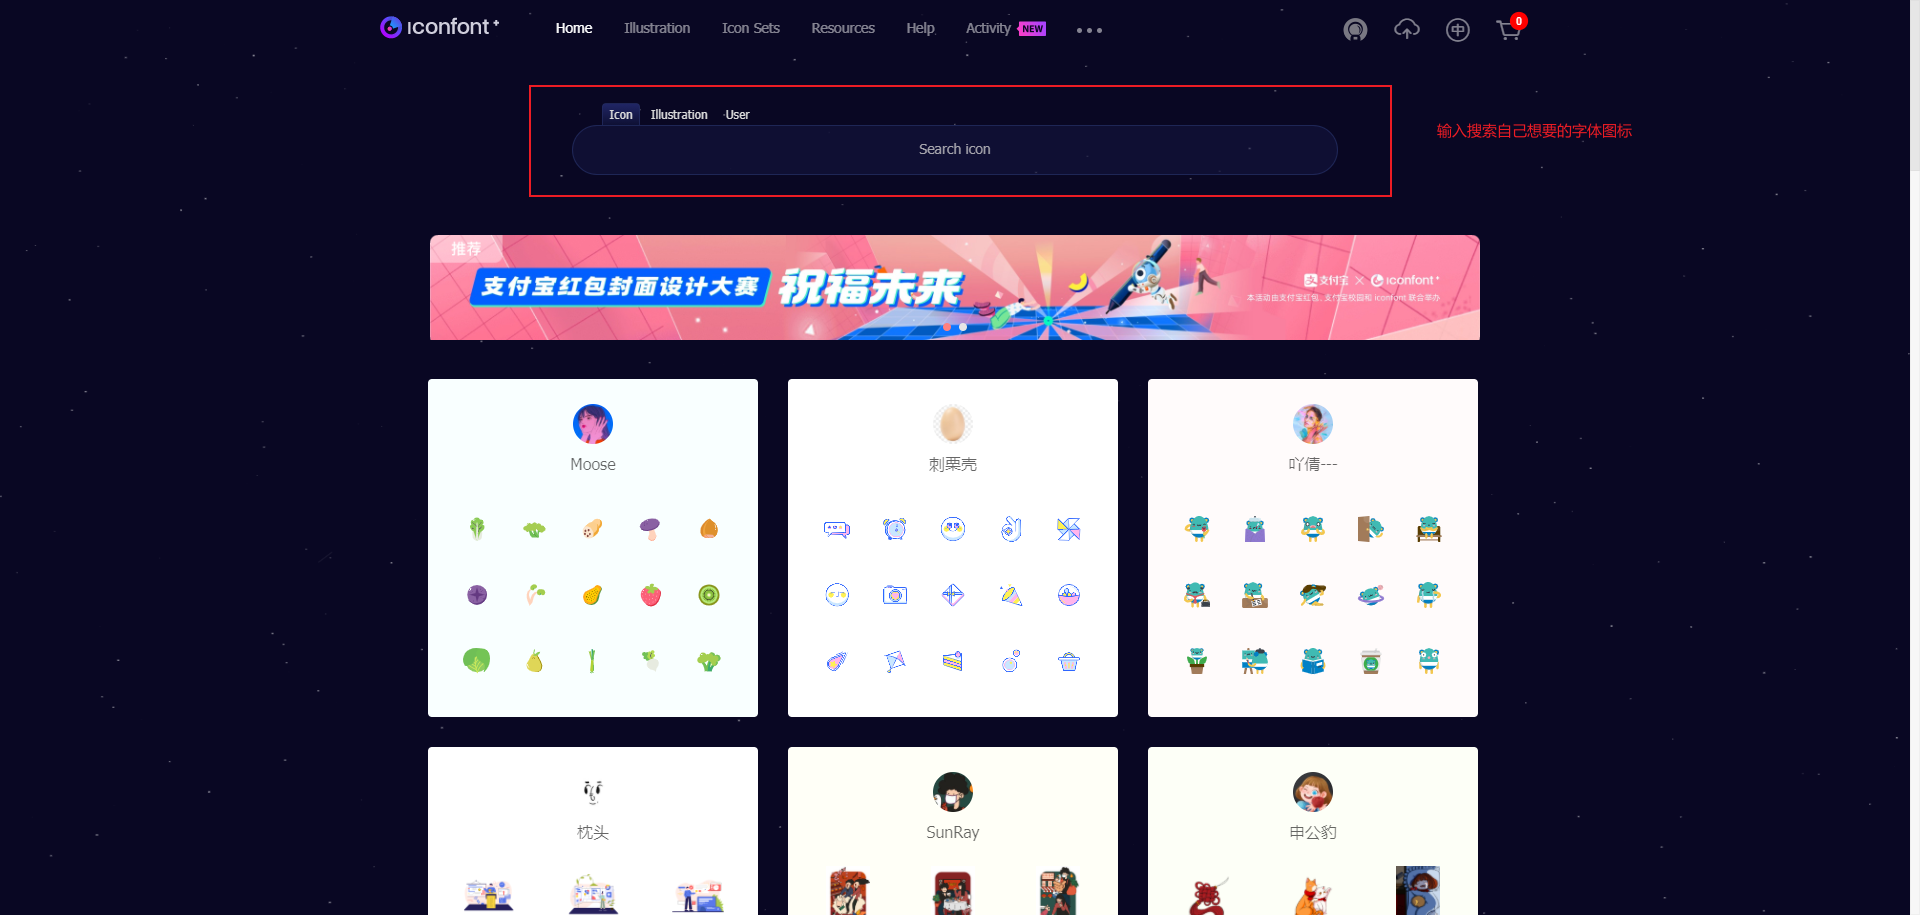 iconfont+
Home Illustration Icon Sets Resources Help Activity NEW
中
0
Icon Illustration User
Search icon
输入搜索自己想要的字体图标
推荐
支付宝红包封面设计大赛 祝福未来
支付宝 × iconfont+
本活动由支付宝红包、支付宝校园和 iconfont 联合举办
Moose 刺栗壳 吖倩---
枕头 SunRay 申公豹